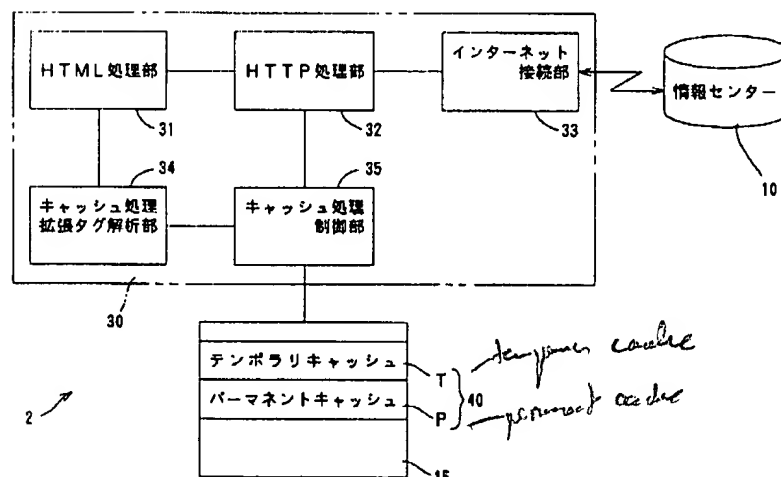 HTML処理部
31
HTTP処理部
32
インターネット
接続部
33
情報センター
10
34
キャッシュ処理
拡張タグ解析部
35
キャッシュ処理
制御部
30
テンポラリキャッシュ
T
パーマネントキャッシュ
P
40
2
15